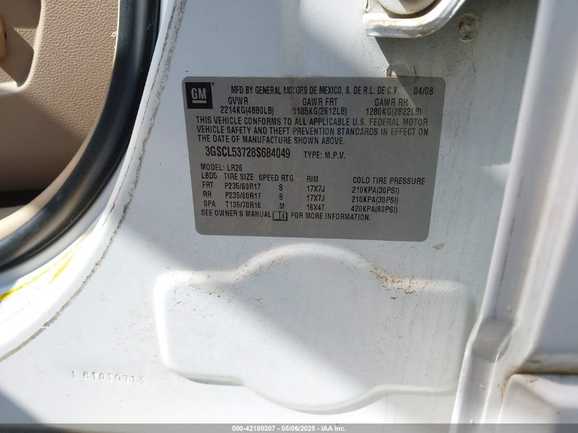 GM
MFD BY GENERAL MOTORS DE MEXICO, S. DE R.L. DE C.V. 04/08
GVWR GAWR FRT GAWR RR
2214KG(4880LB) 1185KG(2612LB) 1280KG(2822LB)
THIS VEHICLE CONFORMS TO ALL APPLICABLE U.S. FEDERAL MOTOR
VEHICLE SAFETY AND THEFT PREVENTION STANDARDS IN EFFECT ON
THE DATE OF MANUFACTURE SHOWN ABOVE.
3GSCL53728S684049 TYPE: M.P.V.
MODEL: LR26
TIRE SIZE SPEED RTG RIM COLD TIRE PRESSURE
FRT P235/60R17 S 17X7J 210KPA(30PSI)
RR P235/60R17 S 17X7J 210KPA(30PSI)
SPA T135/70R16 M 16X4T 420KPA(60PSI)
SEE OWNER'S MANUAL
000-42109207 - 05/06/2025 - IAA Inc.